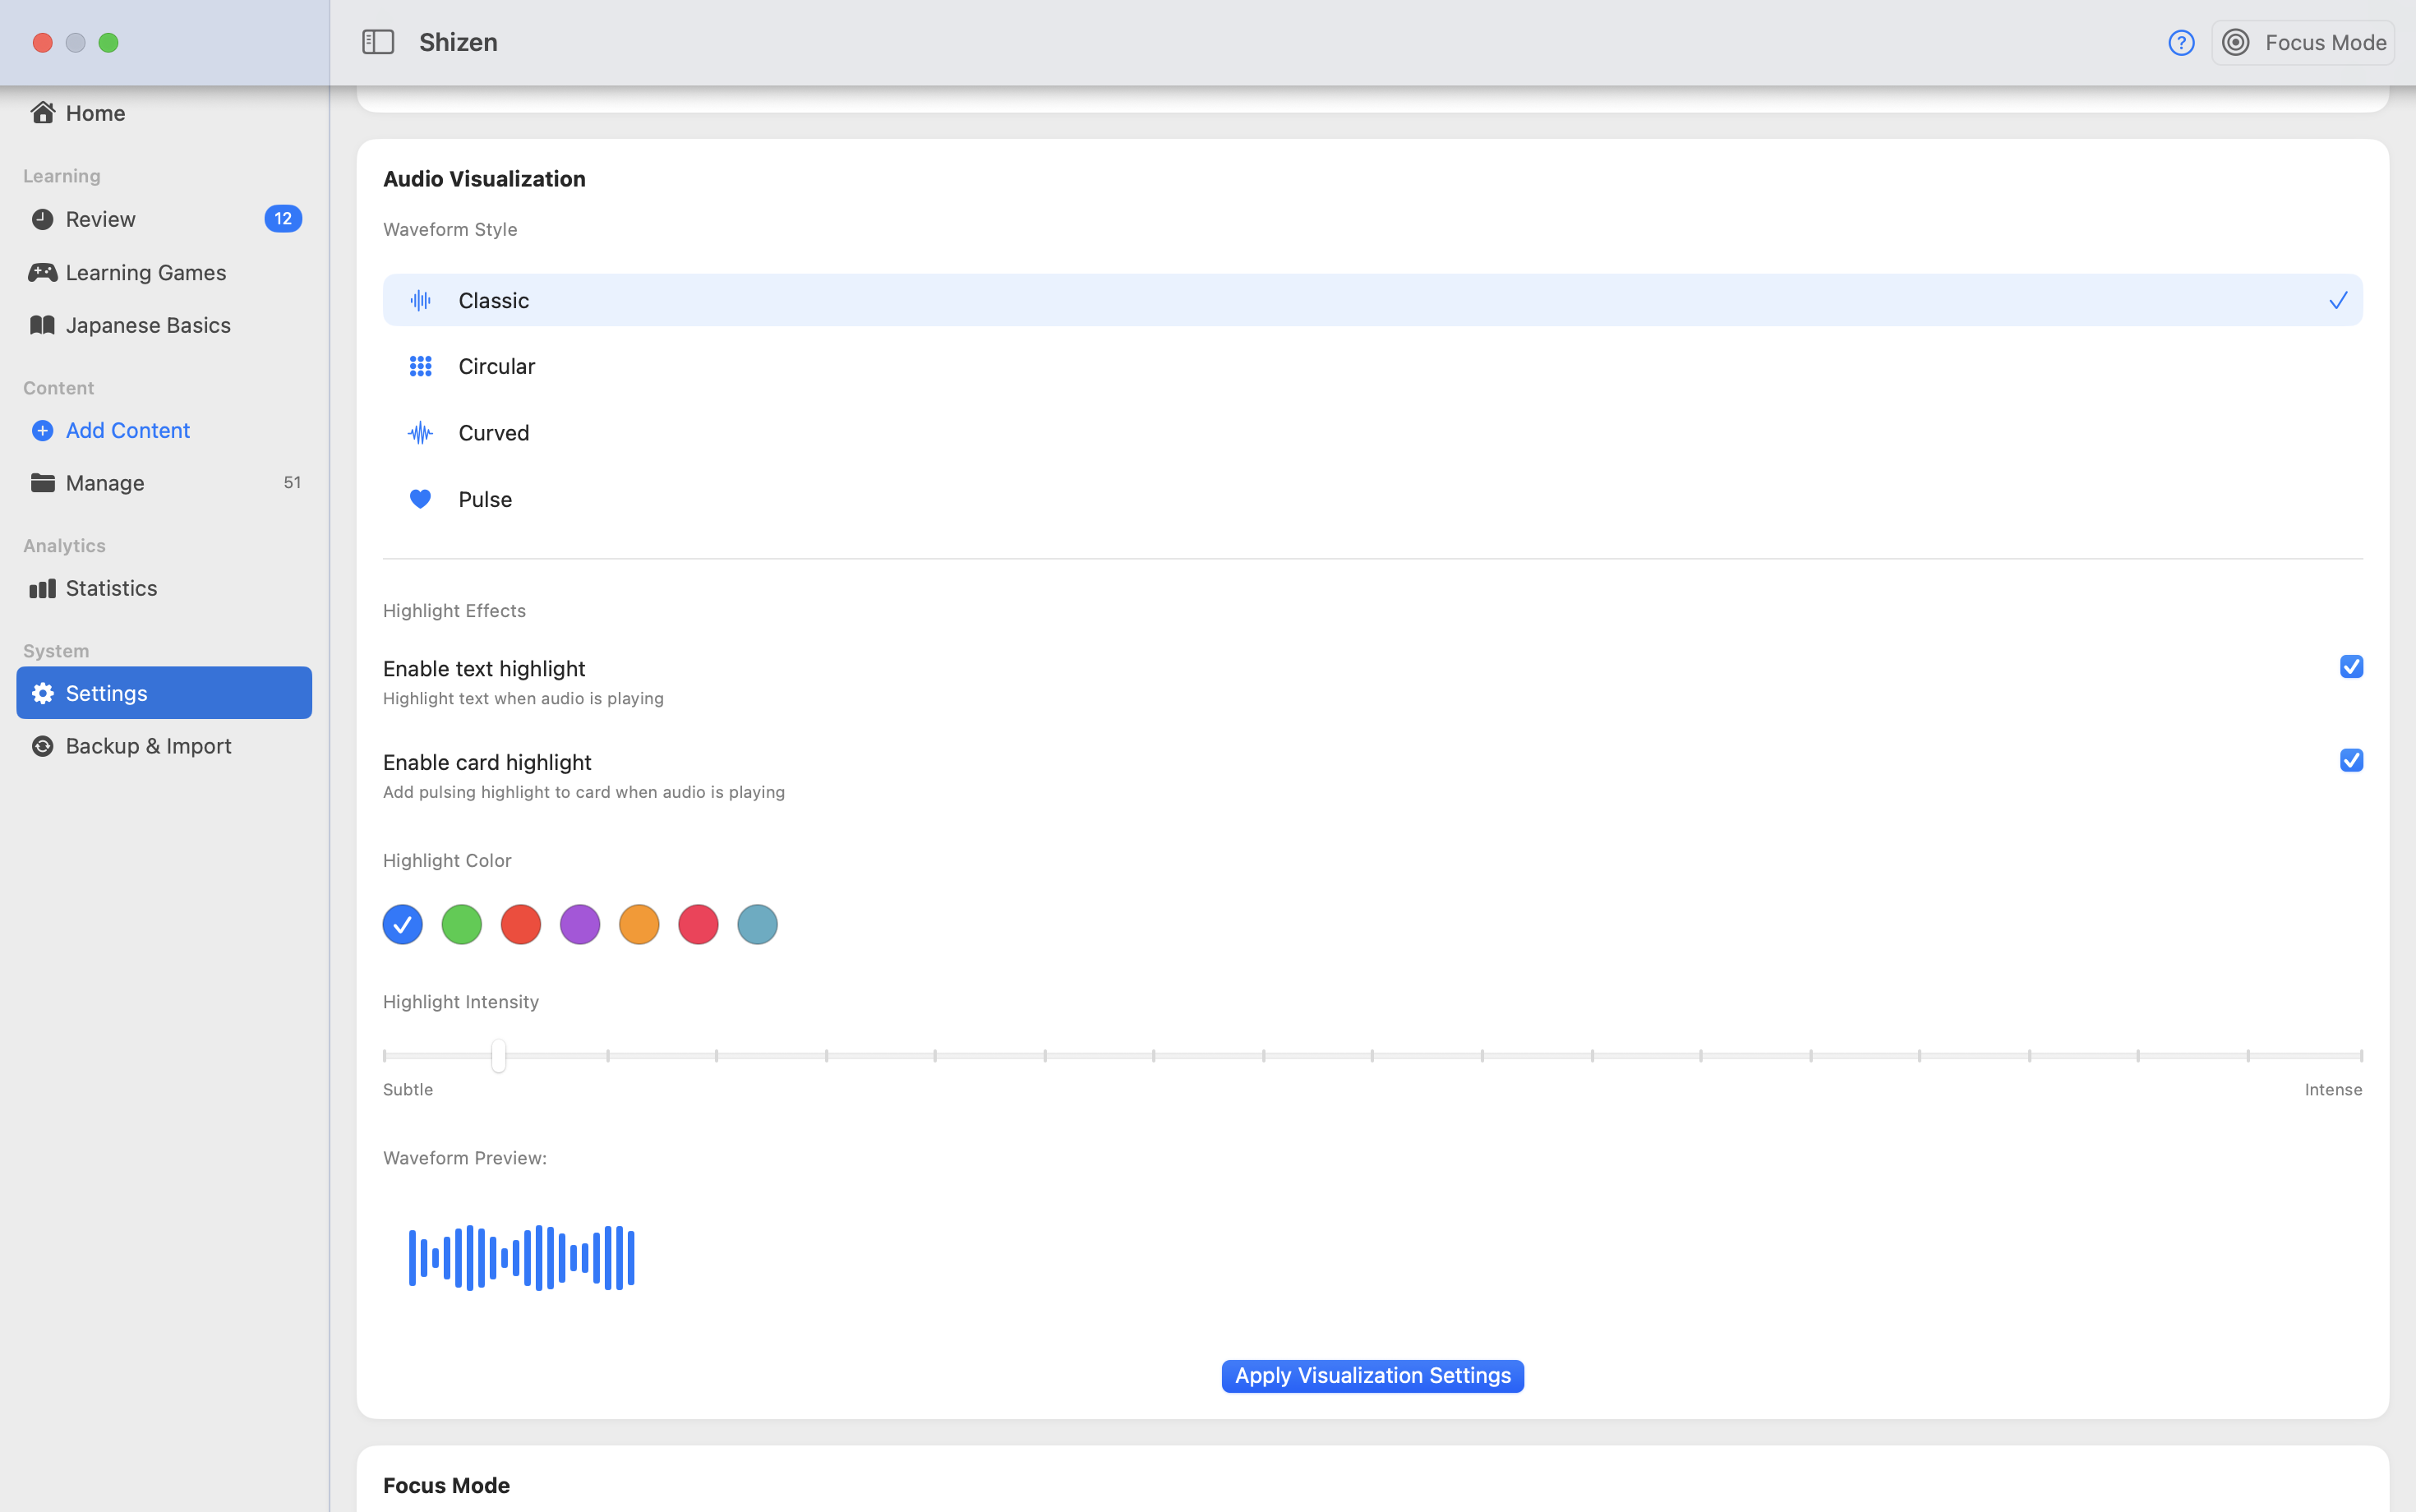 Shizen
?
Focus Mode
Home
Learning
Review
12
Learning Games
Japanese Basics
Content
Add Content
Manage
51
Analytics
Statistics
System
Settings
Backup & Import
Audio Visualization
Waveform Style
Classic
Circular
Curved
Pulse
Highlight Effects
Enable text highlight
Highlight text when audio is playing
Enable card highlight
Add pulsing highlight to card when audio is playing
Highlight Color
Highlight Intensity
Subtle
Intense
Waveform Preview:
Apply Visualization Settings
Focus Mode